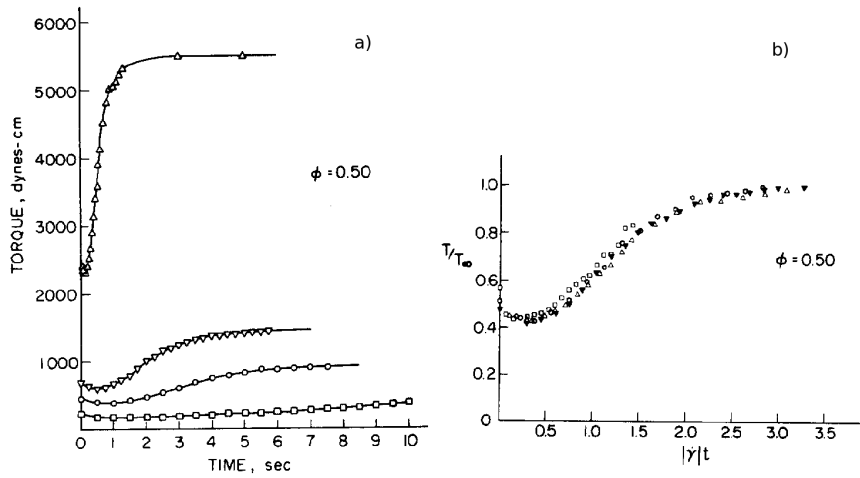 a)
6000
5000
4000
3000
2000
1000
0
TORQUE, dynes-cm
ϕ = 0.50
0 1 2 3 4 5 6 7 8 9 10
TIME, sec
b)
1.0
0.8
0.6
0.4
0.2
0
T/T∞
ϕ = 0.50
0.5 1.0 1.5 2.0 2.5 3.0 3.5
|γ̇|t